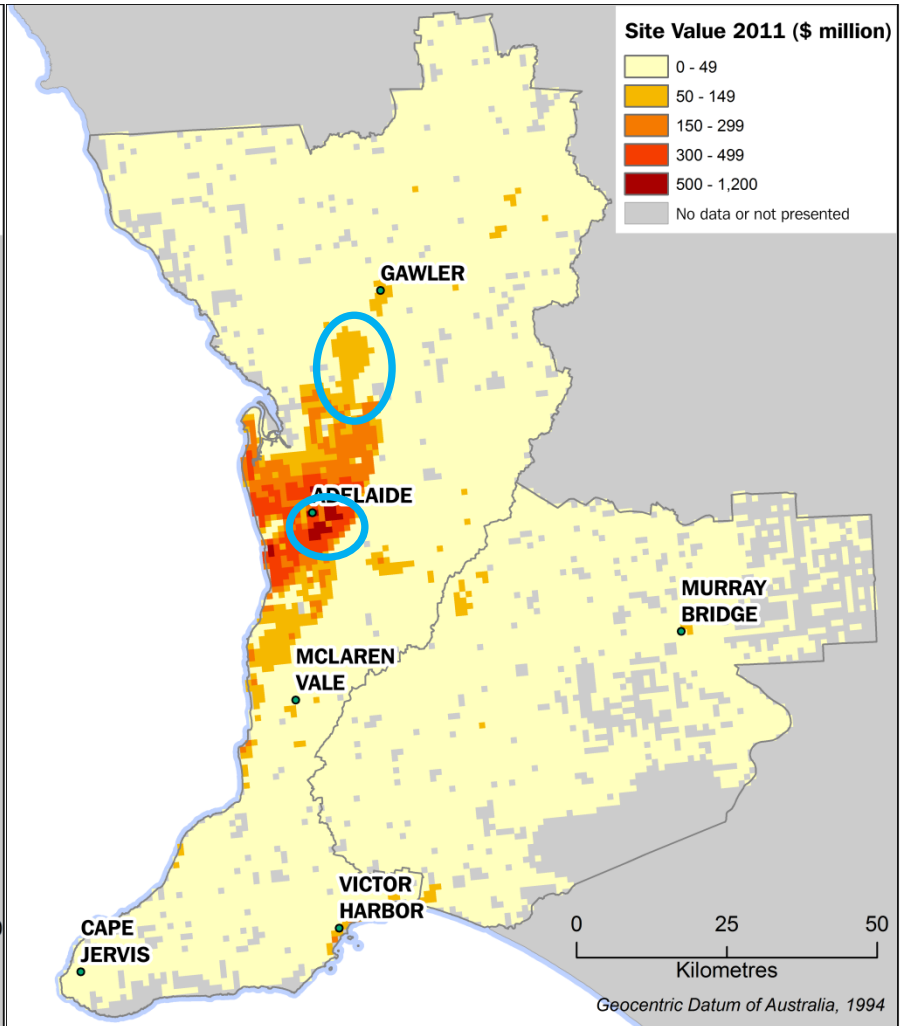 Site Value 2011 ($ million)
0 - 49
50 - 149
150 - 299
300 - 499
500 - 1,200
No data or not presented
GAWLER
ADELAIDE
MURRAY
BRIDGE
MCLAREN
VALE
VICTOR
HARBOR
CAPE
JERVIS
0 25 50
Kilometres
Geocentric Datum of Australia, 1994